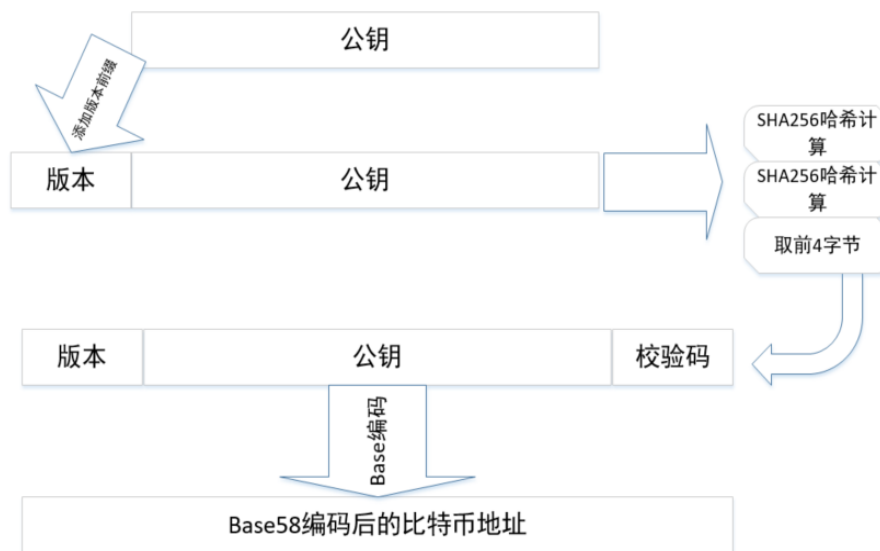 公钥
添加版本前缀
版本
公钥
SHA256哈希计
算
SHA256哈希计
算
取前4字节
版本
公钥
校验码
Base编码
Base58编码后的比特币地址